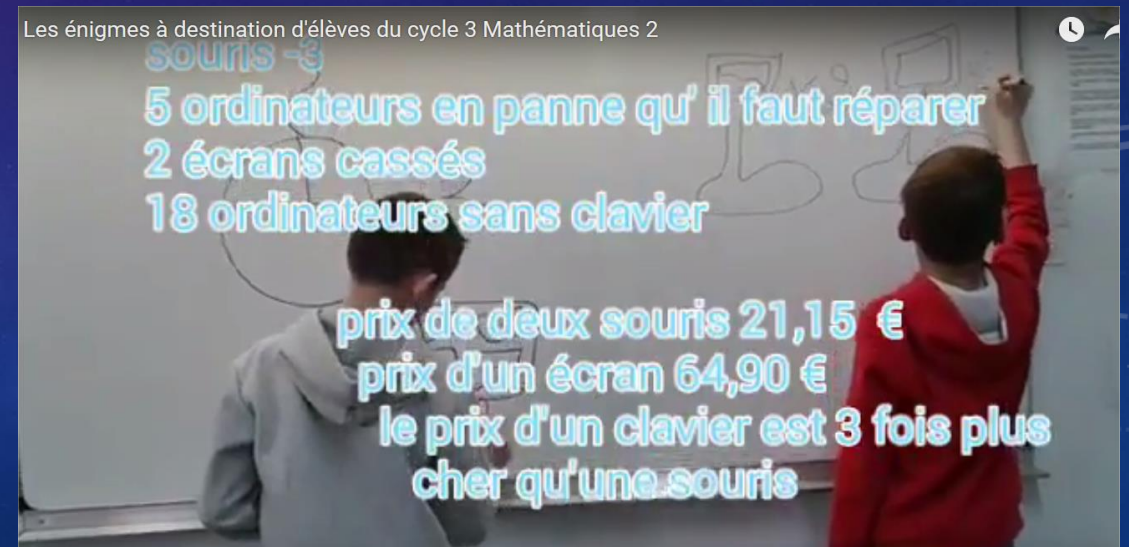 Les énigmes à destination d'élèves du cycle 3 Mathématiques 2
souris -3
5 ordinateurs en panne qu' il faut réparer
2 écrans cassés
18 ordinateurs sans clavier
prix de deux souris 21,15 €
prix d'un écran 64,90 €
le prix d'un clavier est 3 fois plus
cher qu'une souris